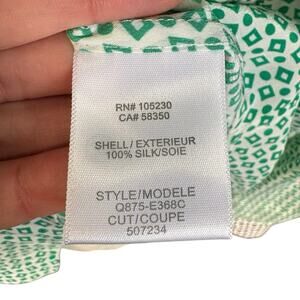 RN# 105230
CA# 58350
SHELL/EXTERIEUR
100% SILK/SOIE
STYLE/MODELE
Q875-E368C
CUT/COUPE
507234